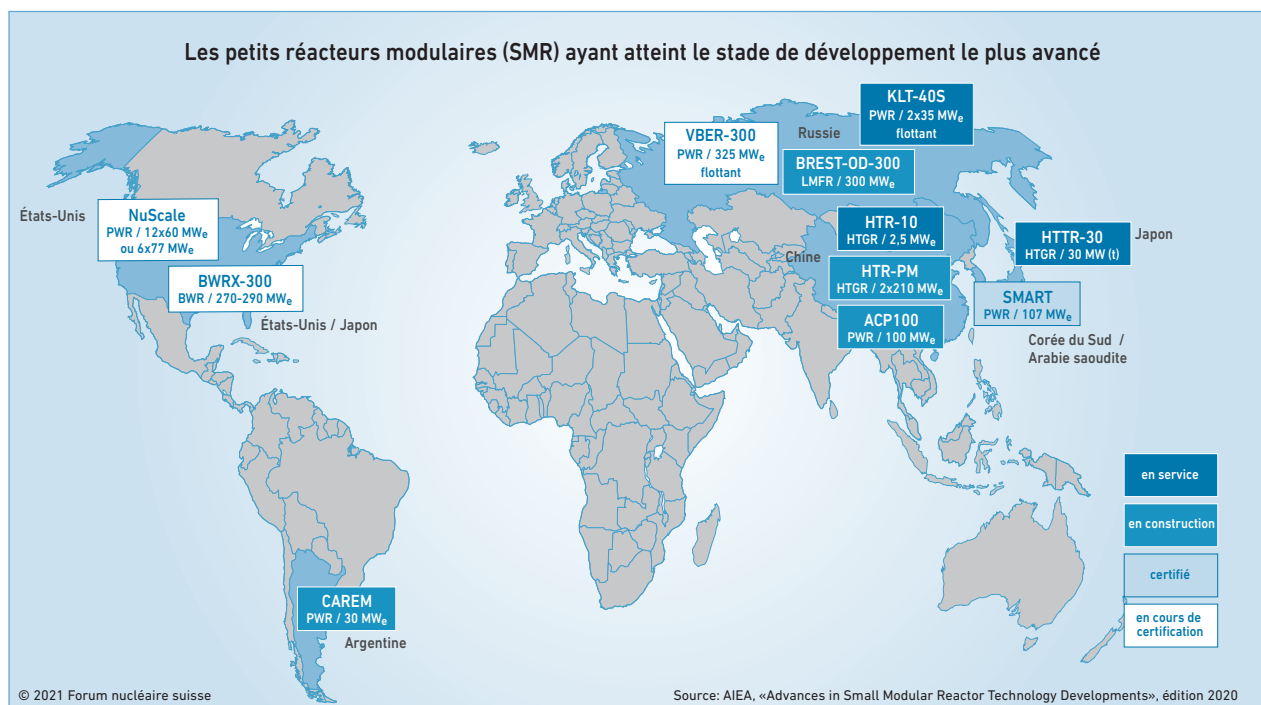 Les petits réacteurs modulaires (SMR) ayant atteint le stade de développement le plus avancé
KLT-40S
PWR / 2x35 MWe
flottant
Russie
VBER-300
PWR / 325 MWe
flottant
BREST-OD-300
LMFR / 300 MWe
États-Unis
NuScale
PWR / 12x60 MWe
ou 6x77 MWe
HTR-10
HTGR / 2,5 MWe
HTTR-30
HTGR / 30 MW (t)
Japon
Chine
HTR-PM
HTGR / 2x210 MWe
BWRX-300
BWR / 270-290 MWe
États-Unis / Japon
SMART
PWR / 107 MWe
Corée du Sud /
Arabie saoudite
ACP100
PWR / 100 MWe
en service
en construction
certifié
en cours de
certification
CAREM
PWR / 30 MWe
Argentine
© 2021 Forum nucléaire suisse
Source: AIEA, «Advances in Small Modular Reactor Technology Developments», édition 2020